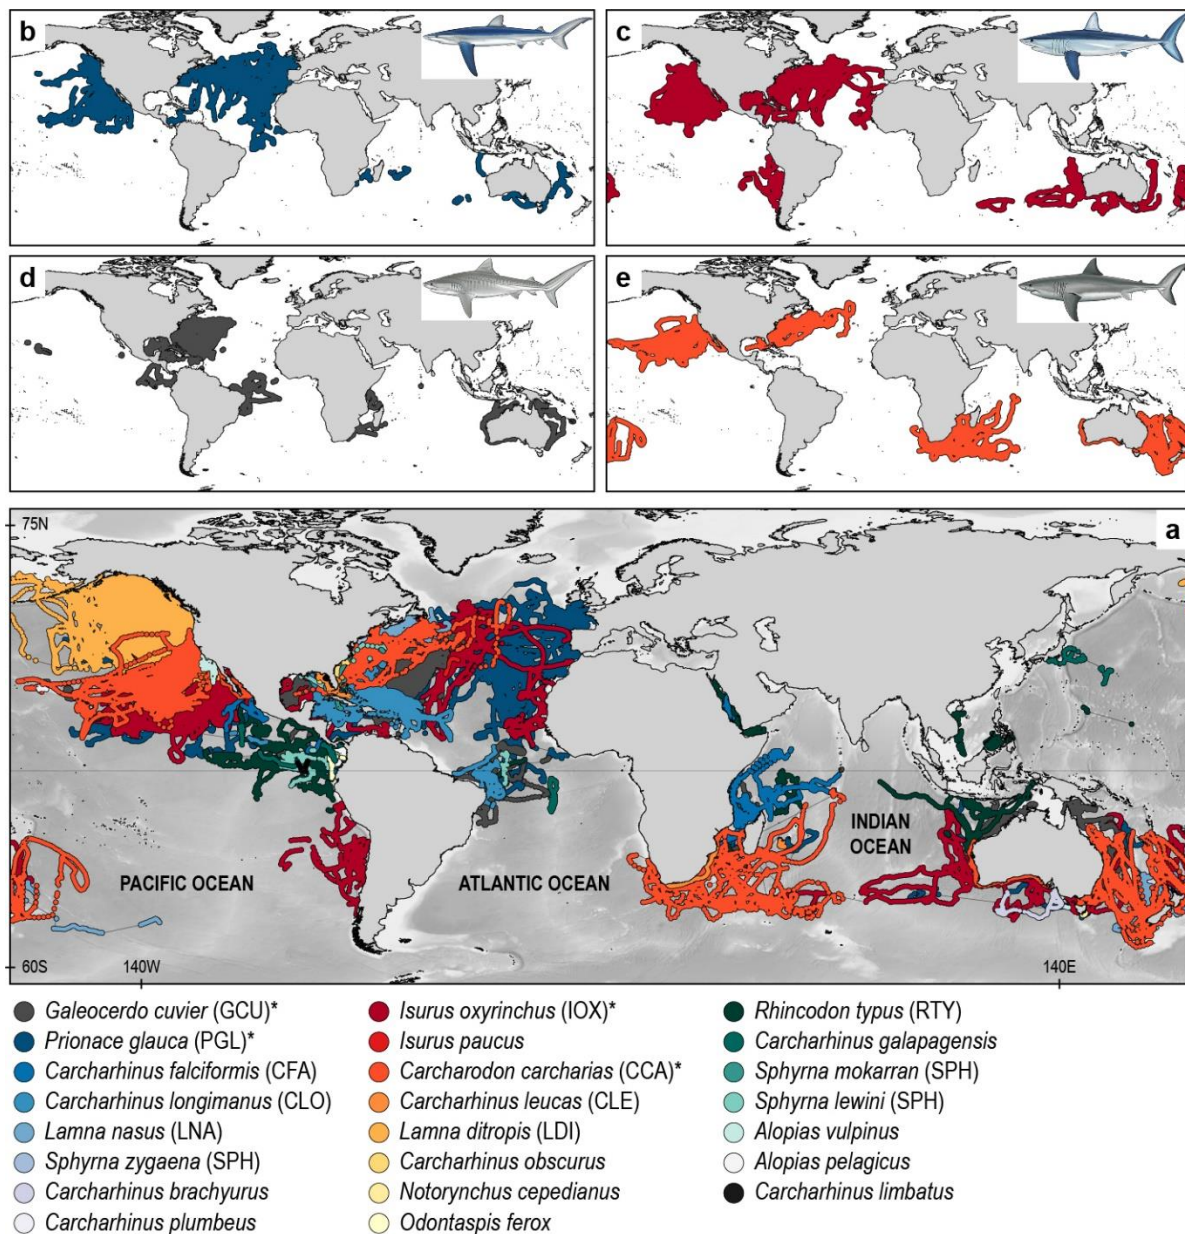 b
c
d
e
a
75N
PACIFIC OCEAN
ATLANTIC OCEAN
INDIAN
OCEAN
60S
140W
140E
Galeocerdo cuvier (GCU)*
Prionace glauca (PGL)*
Carcharhinus falciformis (CFA)
Carcharhinus longimanus (CLO)
Lamna nasus (LNA)
Sphyrna zygaena (SPH)
Carcharhinus brachyurus
Carcharhinus plumbeus
Isurus oxyrinchus (IOX)*
Isurus paucus
Carcharodon carcharias (CCA)*
Carcharhinus leucas (CLE)
Lamna ditropis (LDI)
Carcharhinus obscurus
Notorynchus cepedianus
Odontaspis ferox
Rhincodon typus (RTY)
Carcharhinus galapagensis
Sphyrna mokarran (SPH)
Sphyrna lewini (SPH)
Alopias vulpinus
Alopias pelagicus
Carcharhinus limbatus